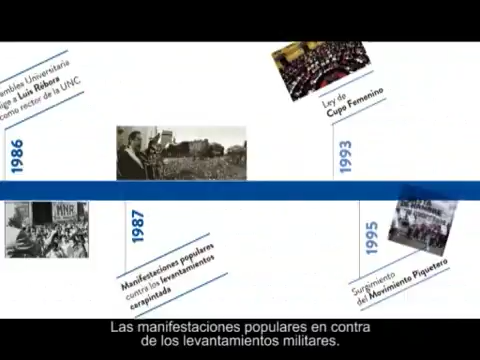 Asamblea Universitaria
elige a Luis Rébora
como rector de la UNC
1986
Ley de
Cupo Femenino
1993
1987
Manifestaciones populares
contra los levantamientos
carapintada
1995
Surgimiento
del Movimiento Piquetero
Las manifestaciones populares en contra
de los levantamientos militares.